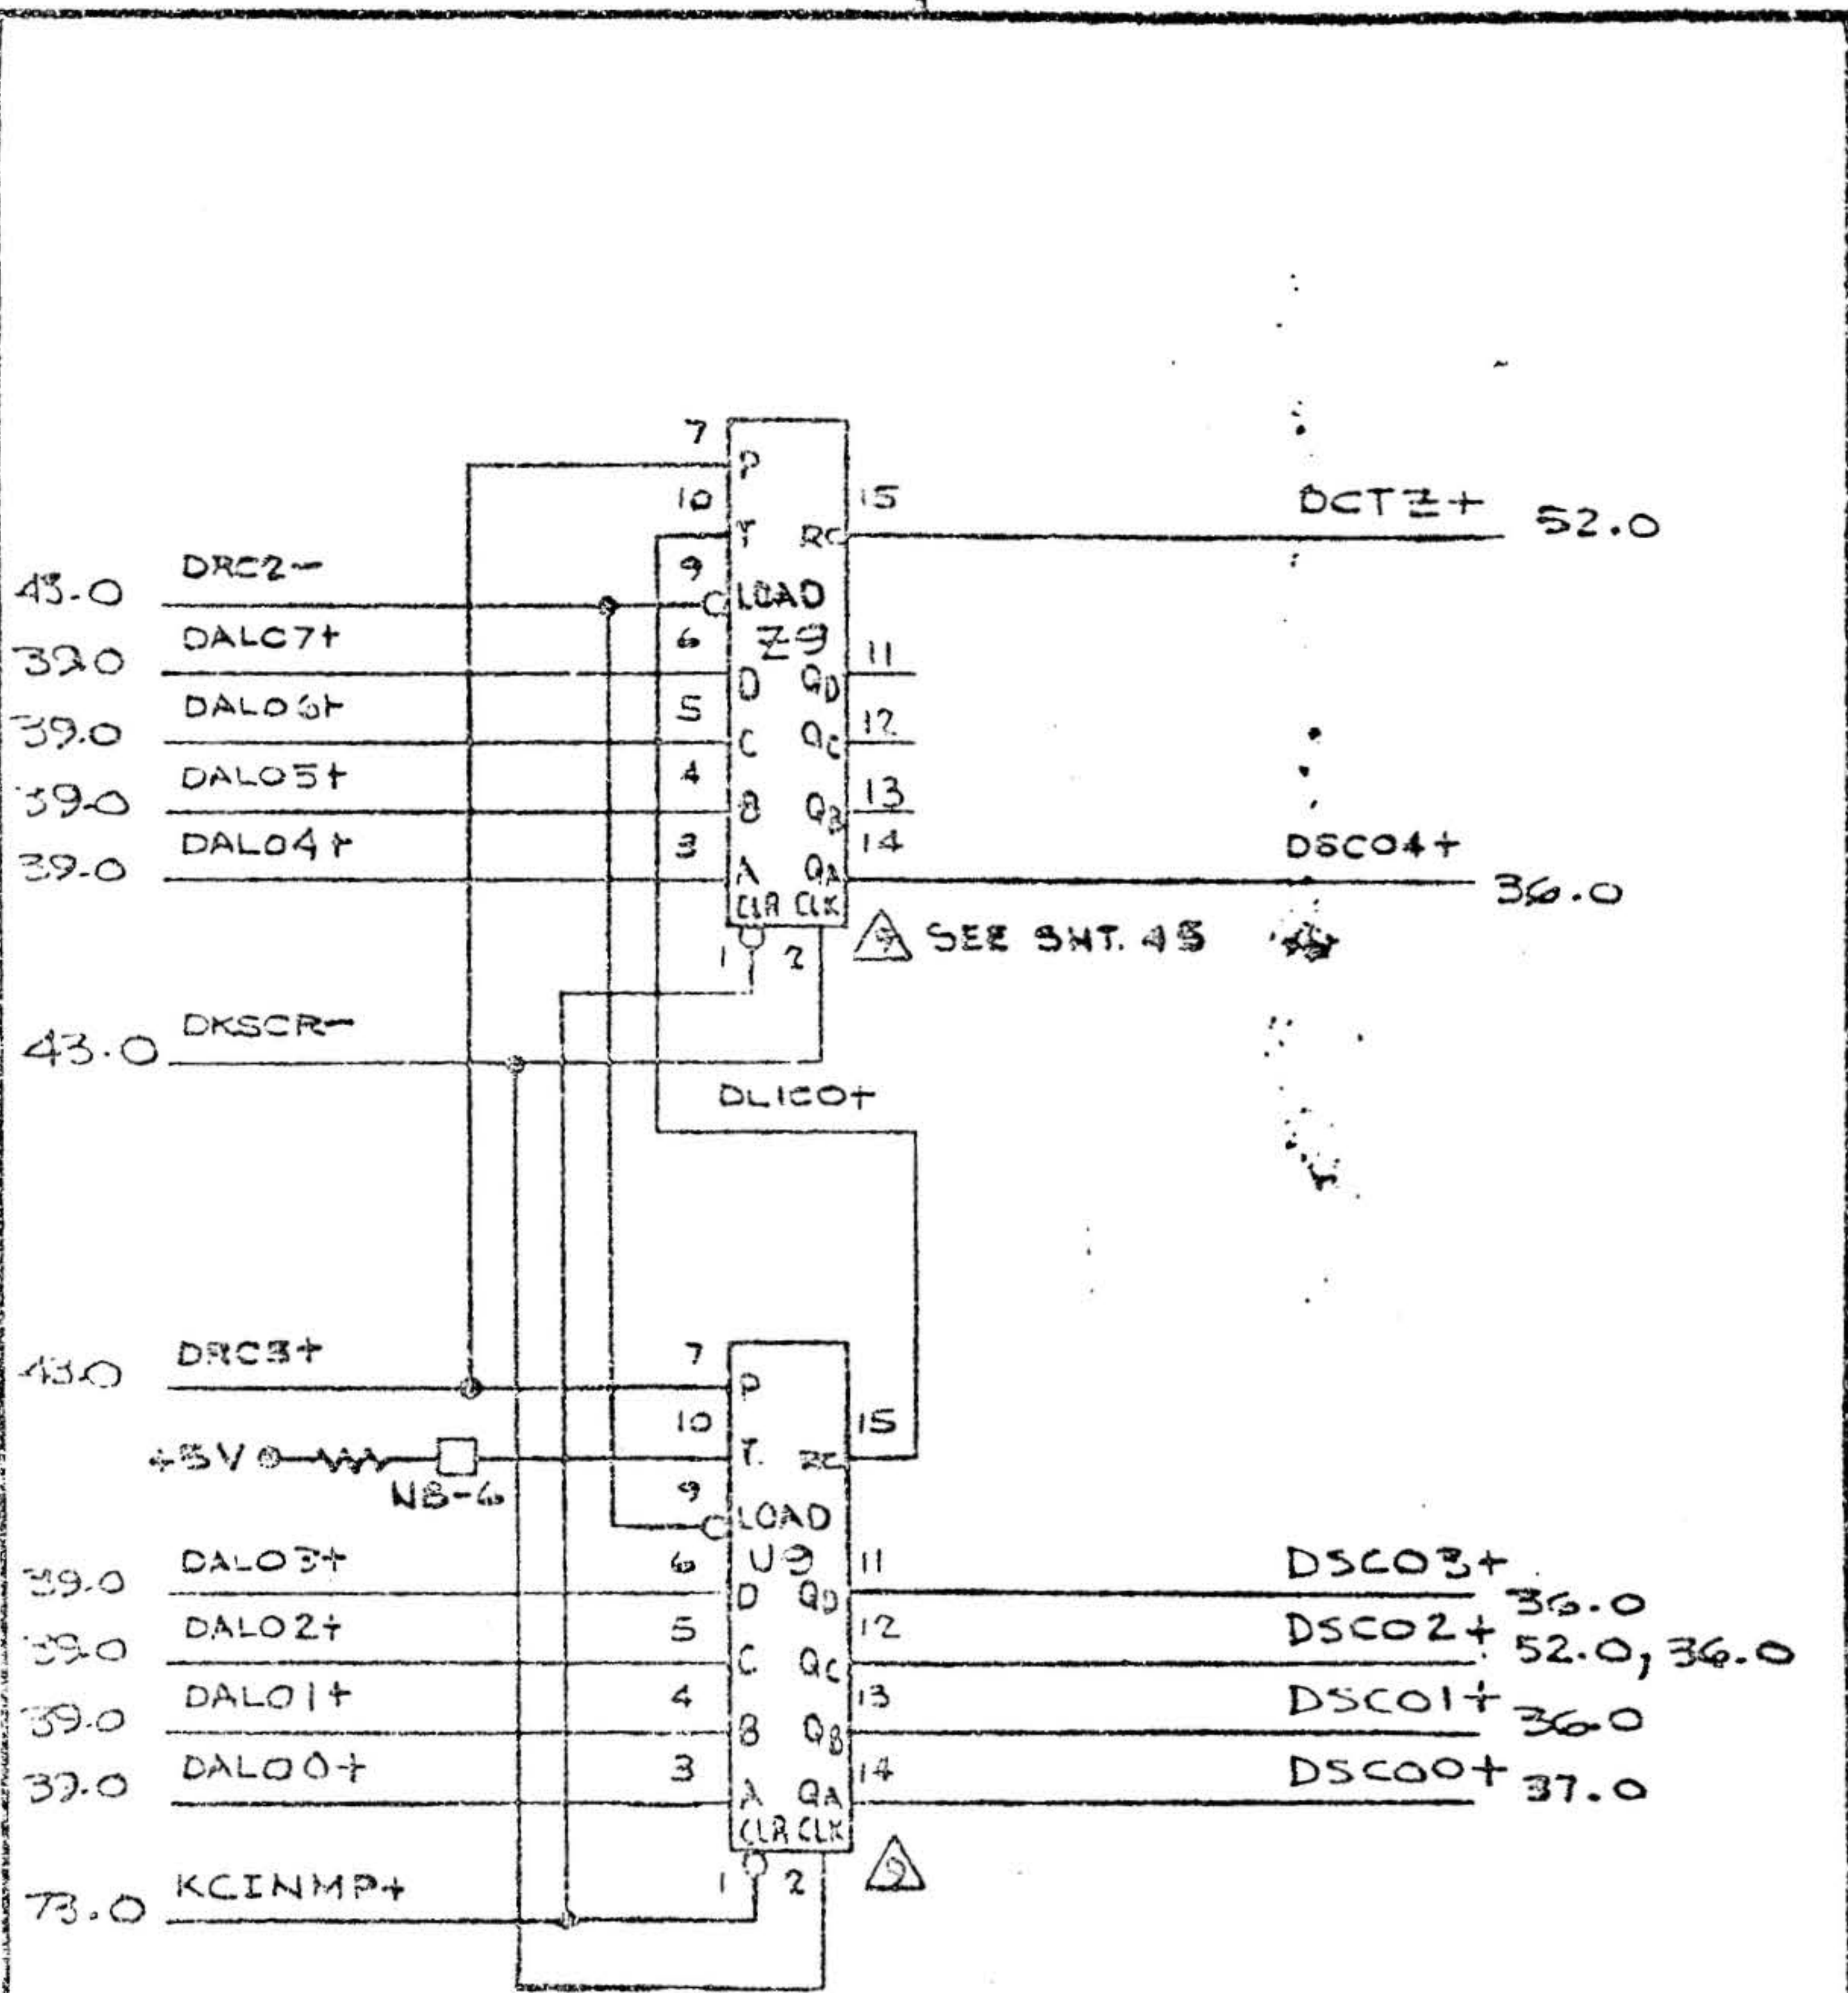 7
P
10
15
DCTZ+
52.0
T RC
DRC2-
9
43.0
LOAD
DALO7+
6
Z9
11
39.0
D QD
DALO6+
5
12
39.0
C QC
DALO5+
4
13
39.0
B QB
DALO4+
3
14
DSCO4+
39.0
A QA
36.0
CLR CLK
SEE SHT. 45
1 2
DKSCR-
43.0
DL1CO+
DRC3+
7
43.0
P
10
15
+5V
T RC
N8-6
9
LOAD
DALO3+
6
U9
11
DSCO3+
39.0
D QD
36.0
DALO2+
5
12
DSCO2+
39.0
C QC
52.0, 36.0
DALO1+
4
13
DSCO1+
39.0
B QB
36.0
DALO0+
3
14
DSCO0+
39.0
A QA
37.0
CLR CLK
9
KCINMP+
1 2
73.0